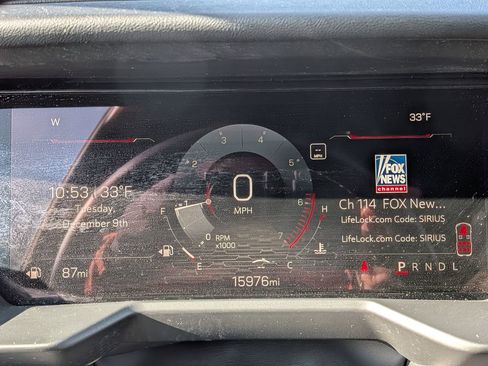 W
33°F
0:53 33°F
Tuesday
December 9th
87mi
1
2
3
4
5
6
7
0
0
MPH
RPM
x1000
F
E
H
C
15976mi
--
MPH
FOX
NEWS
channel
Ch 114 FOX New...
LifeLock.com Code: SIRIUS
LifeLock.com Code: SIRIUS
P R N D L